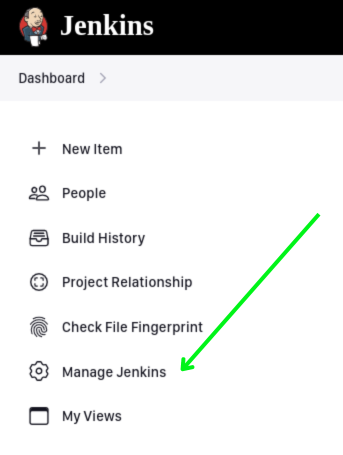 Jenkins
Dashboard
New Item
People
Build History
Project Relationship
Check File Fingerprint
Manage Jenkins
My Views